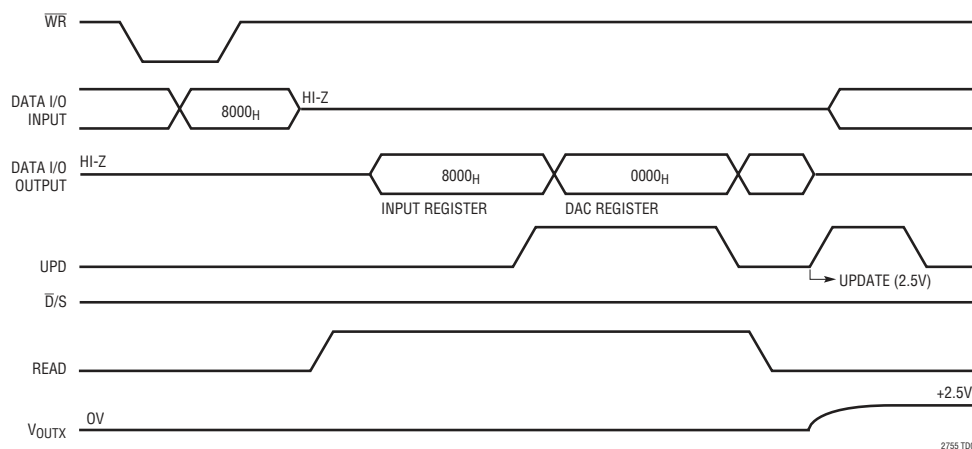 WR
DATA I/O
INPUT
8000H
HI-Z
DATA I/O
OUTPUT
HI-Z
8000H
0000H
INPUT REGISTER
DAC REGISTER
UPD
UPDATE (2.5V)
D/S
READ
VOUTX
0V
+2.5V